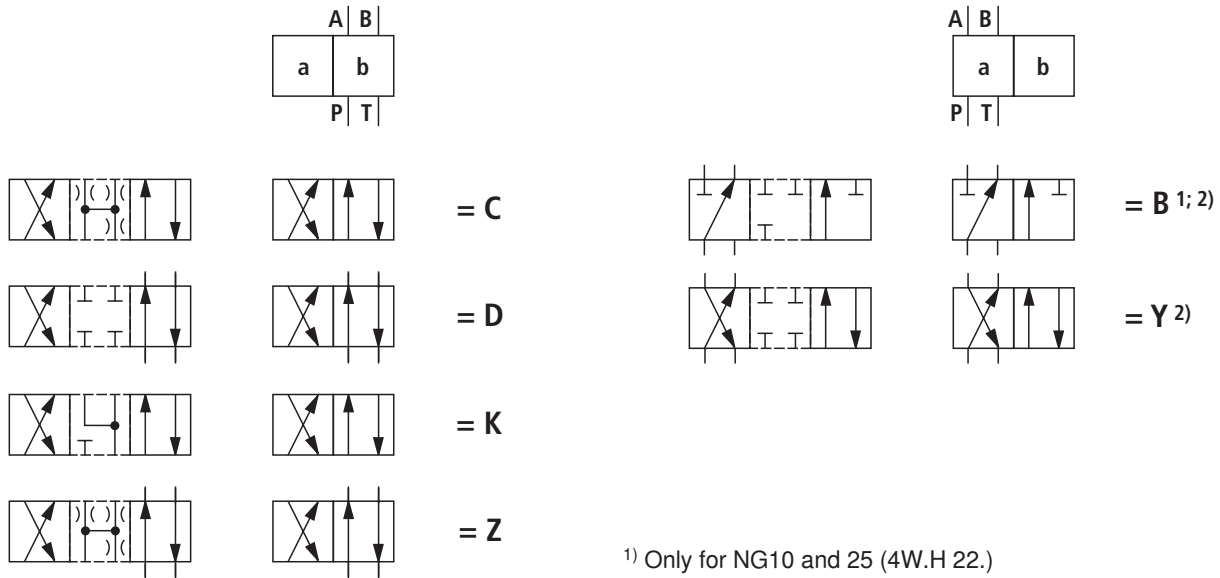 A B
a b
P T
A B
a b
P T
= C
= B 1; 2)
= D
= Y 2)
= K
= Z
1) Only for NG10 and 25 (4W.H 22.)